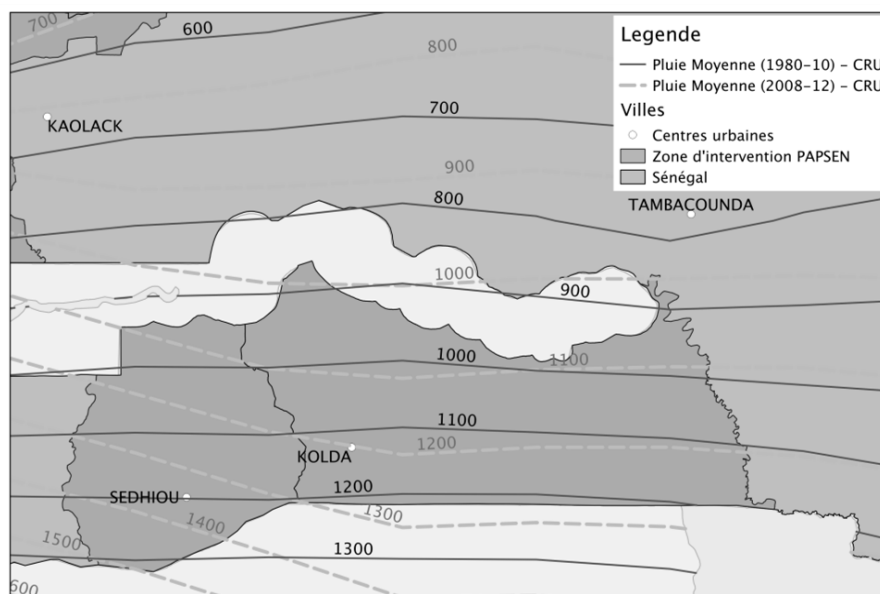 700
600
800
Legende
Pluie Moyenne (1980-10) - CRU
Pluie Moyenne (2008-12) - CRU
Villes
Centres urbaines
Zone d'intervention PAPSEN
Sénégal
KAOLACK
700
900
800
TAMBACOUNDA
1000
900
1000
1100
1100
1200
KOLDA
1200
SEDHIOU
1300
1400
1500
1300
600